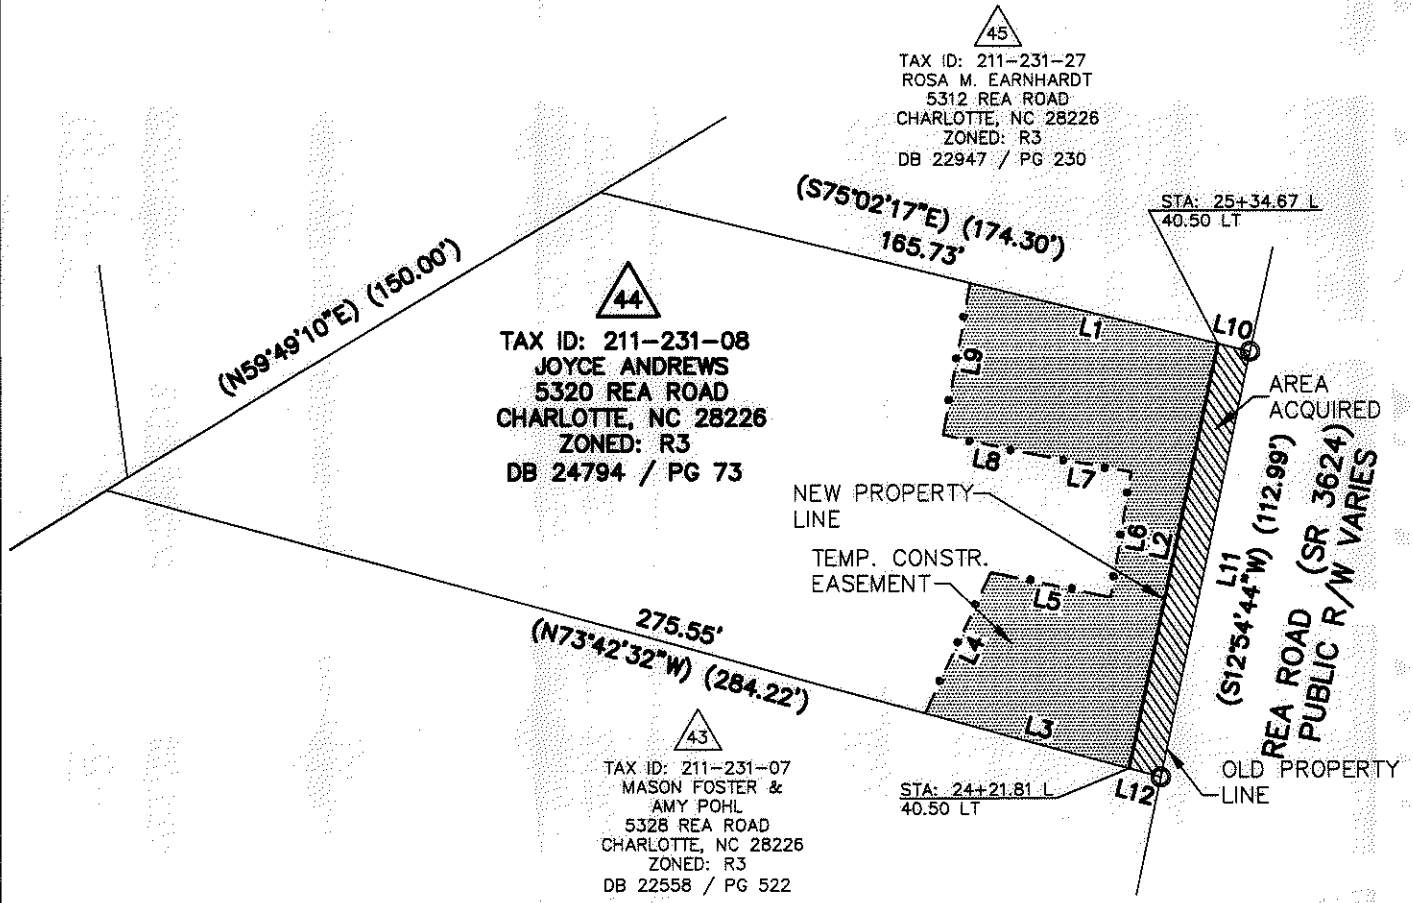 45
TAX ID: 211-231-27
ROSA M. EARNHARDT
5312 REA ROAD
CHARLOTTE, NC 28226
ZONED: R3
DB 22947 / PG 230
(S75°02'17"E) (174.30')
165.73'
STA: 25+34.67 L
40.50 LT
(N59°49'10"E) (150.00')
44
TAX ID: 211-231-08
JOYCE ANDREWS
5320 REA ROAD
CHARLOTTE, NC 28226
ZONED: R3
DB 24794 / PG 73
L1
L10
L9
AREA
ACQUIRED
L8
L7
NEW PROPERTY
LINE
L6
L2
TEMP. CONSTR.
EASEMENT
L5
L4
L11
(S12°54'44"W) (112.99')
REA ROAD (SR 3624)
PUBLIC R/W VARIES
275.55'
(N73°42'32"W) (284.22')
L3
43
TAX ID: 211-231-07
MASON FOSTER &
AMY POHL
5328 REA ROAD
CHARLOTTE, NC 28226
ZONED: R3
DB 22558 / PG 522
STA: 24+21.81 L
40.50 LT
L12
OLD PROPERTY
LINE